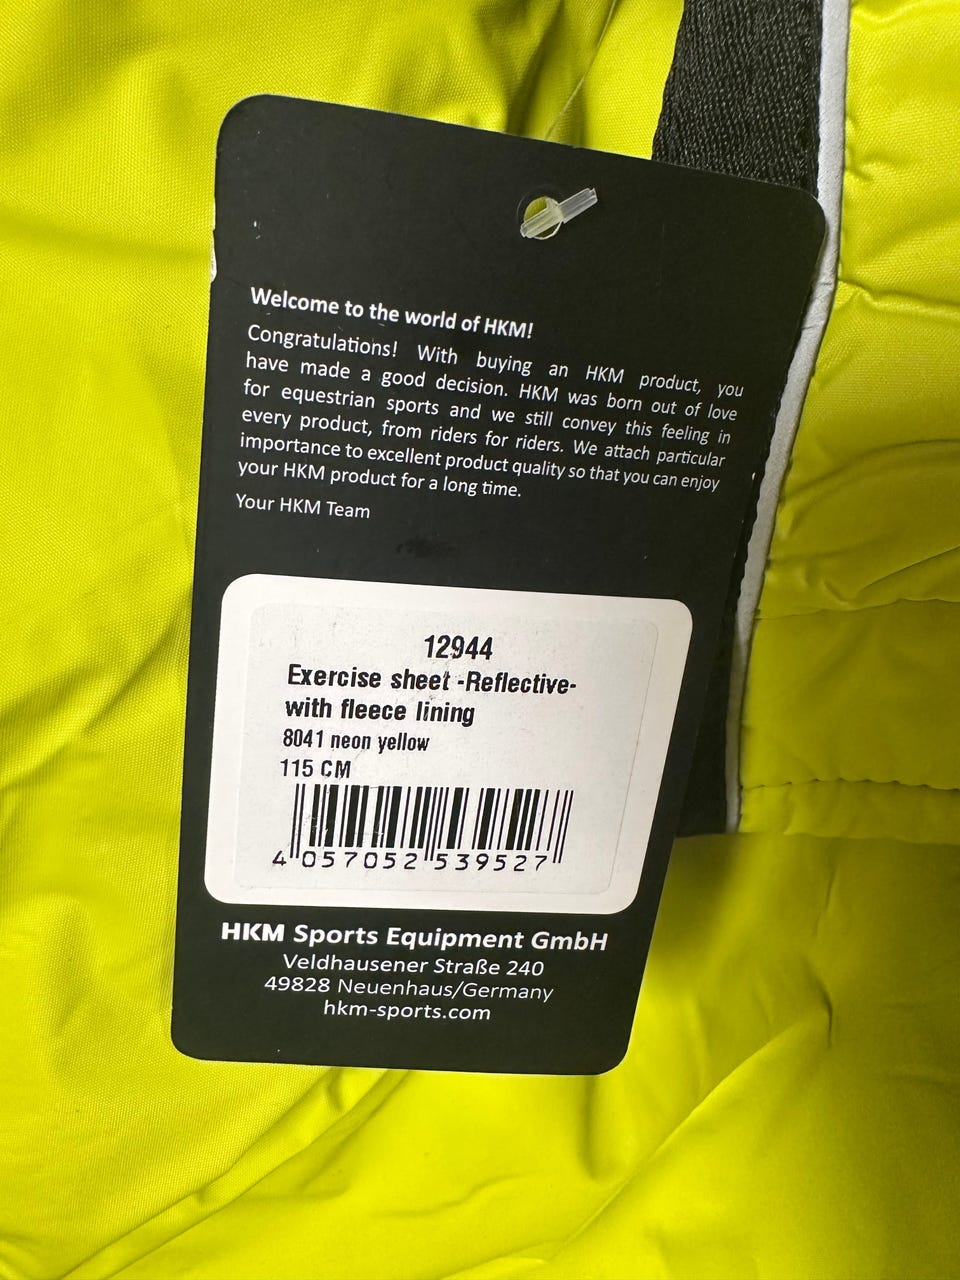 Welcome to the world of HKM!
Congratulations! With buying an HKM product, you
have made a good decision. HKM was born out of love
for equestrian sports and we still convey this feeling in
every product, from riders for riders. We attach particular
importance to excellent product quality so that you can enjoy
your HKM product for a long time.
Your HKM Team
12944
Exercise sheet -Reflective-
with fleece lining
8041 neon yellow
115 CM
4 057052 539527
HKM Sports Equipment GmbH
Veldhausener Straße 240
49828 Neuenhaus/Germany
hkm-sports.com